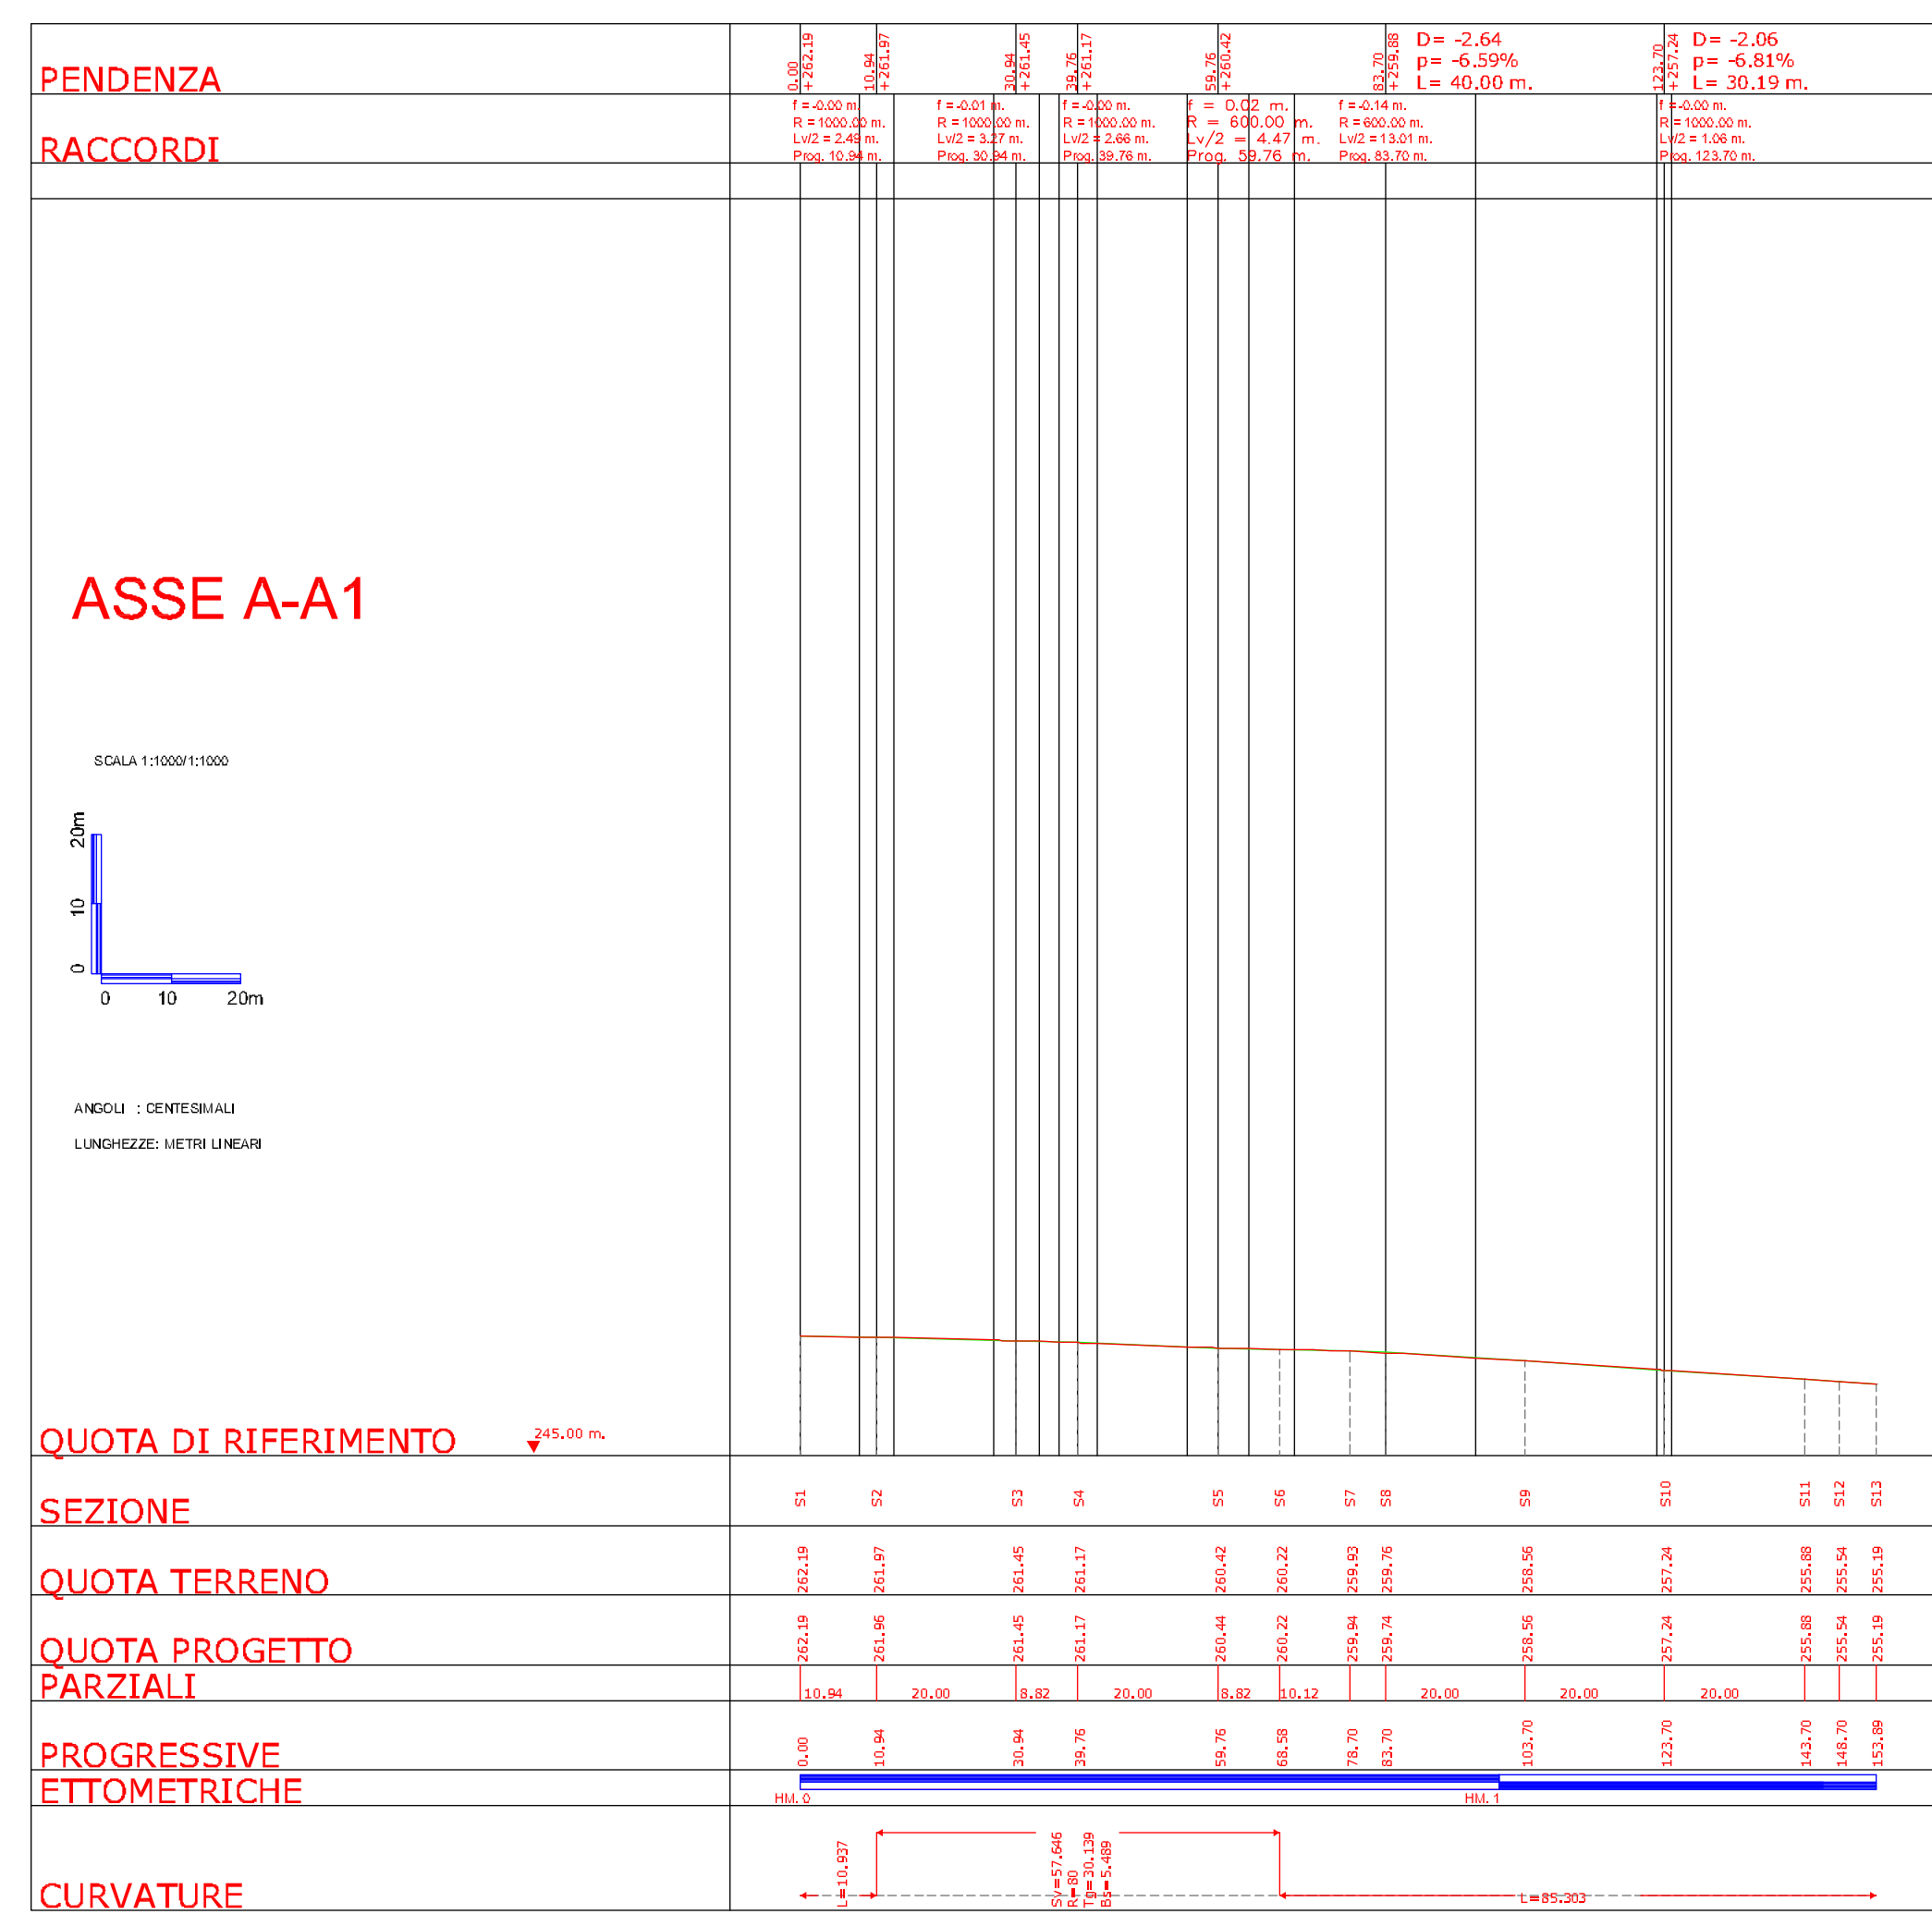 PENDENZA
0.00
+262.19
10.94
+261.97
30.94
+261.45
39.76
+261.17
59.76
+260.42
83.70
+259.88
D= -2.64
p= -6.59%
L= 40.00 m.
123.70
+257.24
D= -2.06
p= -6.81%
L= 30.19 m.
RACCORDI
f = -0.00 m.
R = 1000.00 m.
Lv/2 = 2.49 m.
Prog. 10.94 m.
f = -0.01 m.
R = 1000.00 m.
Lv/2 = 3.27 m.
Prog. 30.94 m.
f = -0.00 m.
R = 1000.00 m.
Lv/2 = 2.66 m.
Prog. 39.76 m.
f = 0.02 m.
R = 600.00 m.
Lv/2 = 4.47 m.
Prog. 59.76 m.
f = -0.14 m.
R = 600.00 m.
Lv/2 = 13.01 m.
Prog. 83.70 m.
f = -0.00 m.
R = 1000.00 m.
Lv/2 = 1.06 m.
Prog. 123.70 m.
ASSE A-A1
SCALA 1:1000/1:1000
20m
10
0
0 10 20m
ANGOLI : CENTESIMALI
LUNGHEZZE: METRI LINEARI
QUOTA DI RIFERIMENTO 245.00 m.
SEZIONE S1 S2 S3 S4 S5 S6 S7 S8 S9 S10 S11 S12 S13
QUOTA TERRENO 262.19 261.97 261.45 261.17 260.42 260.22 259.93 259.76 258.56 257.24 255.88 255.54 255.19
QUOTA PROGETTO 262.19 261.96 261.45 261.17 260.44 260.22 259.94 259.74 258.56 257.24 255.88 255.54 255.19
PARZIALI 10.94 20.00 8.82 20.00 8.82 10.12 20.00 20.00 20.00
PROGRESSIVE 0.00 10.94 30.94 39.76 59.76 68.58 78.70 83.70 103.70 123.70 143.70 148.70 153.89
ETTOMETRICHE
HM. 0 HM. 1
CURVATURE
L=10.937
Sv=57.646
R=80
Tg=30.139
Bs=5.489
L=85.303